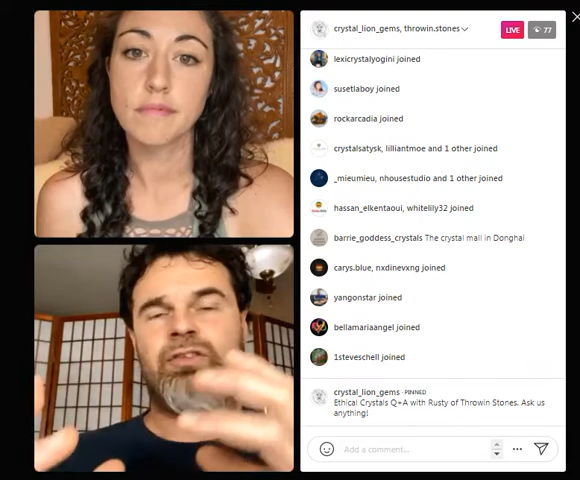 crystal_lion_gems, throwin.stones
LIVE
77
lexicrystalyogini joined
susetlaboy joined
rockarcadia joined
crystalsatysk, lilliantmoe and 1 other joined
_mieumieu, nhousestudio and 1 other joined
hassan_elkentaoui, whitelily32 joined
barrie_goddess_crystals The crystal mall in Donghai
carys.blue, nxdinevxng joined
yangonstar joined
bellamariaangel joined
1steveschell joined
crystal_lion_gems · PINNED
Ethical Crystals Q+A with Rusty of Throwin Stones. Ask us
anything!
Add a comment...